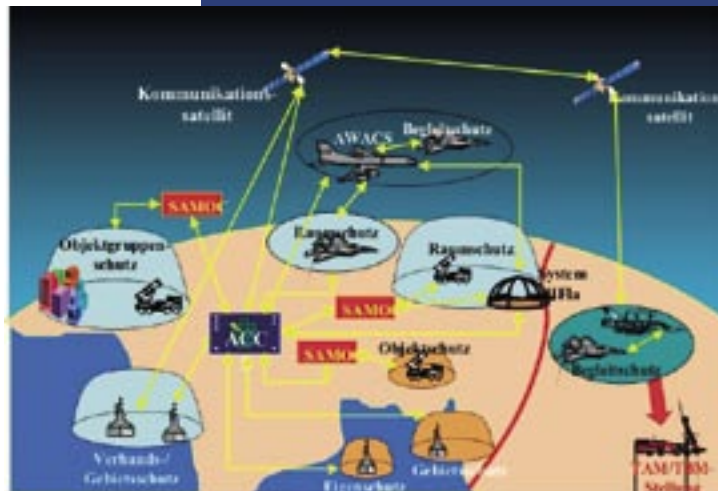 Kommunikations-
satellit
Kommunikations
satellit
AWACS
Begleitschutz
SAMOC
Objektgruppen-
schutz
Raumschutz
Raumschutz
System
SAMOC
ACC
SAMOC
Objektschutz
Begleitschutz
Verbands-/
Gebietsschutz
Eigenschutz
Gebietsschutz
TAM/TBM-
Stellung